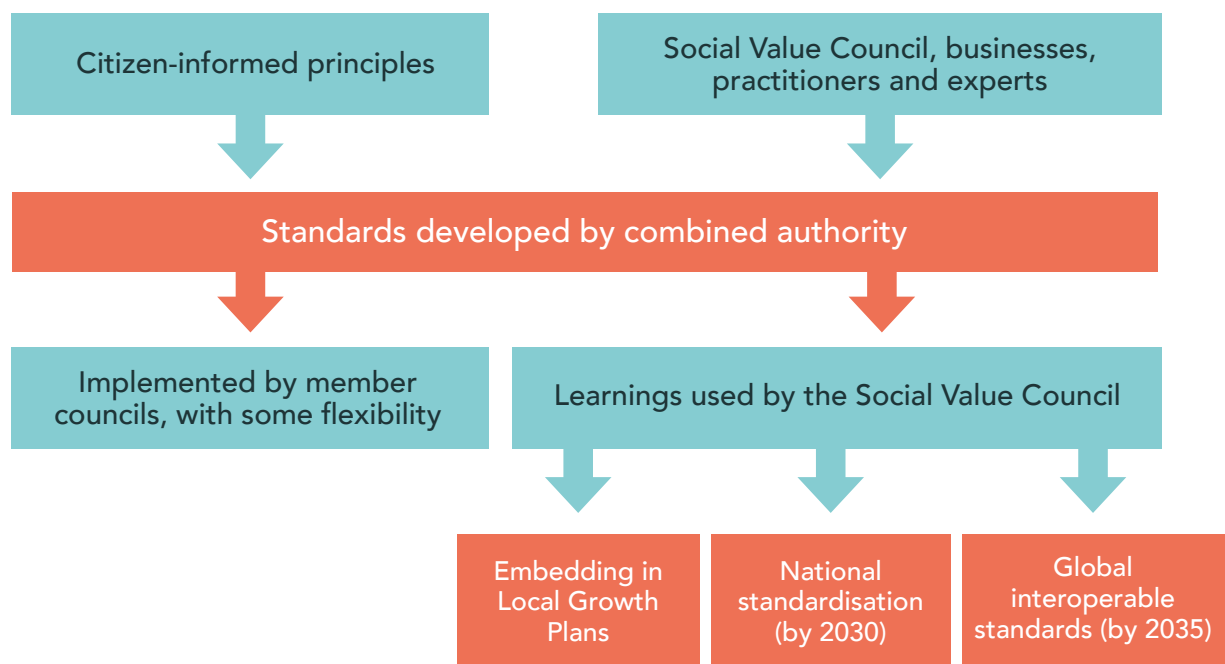 Citizen-informed principles
Social Value Council, businesses,
practitioners and experts
Standards developed by combined authority
Implemented by member
councils, with some flexibility
Learnings used by the Social Value Council
Embedding in
Local Growth
Plans
National
standardisation
(by 2030)
Global
interoperable
standards (by 2035)